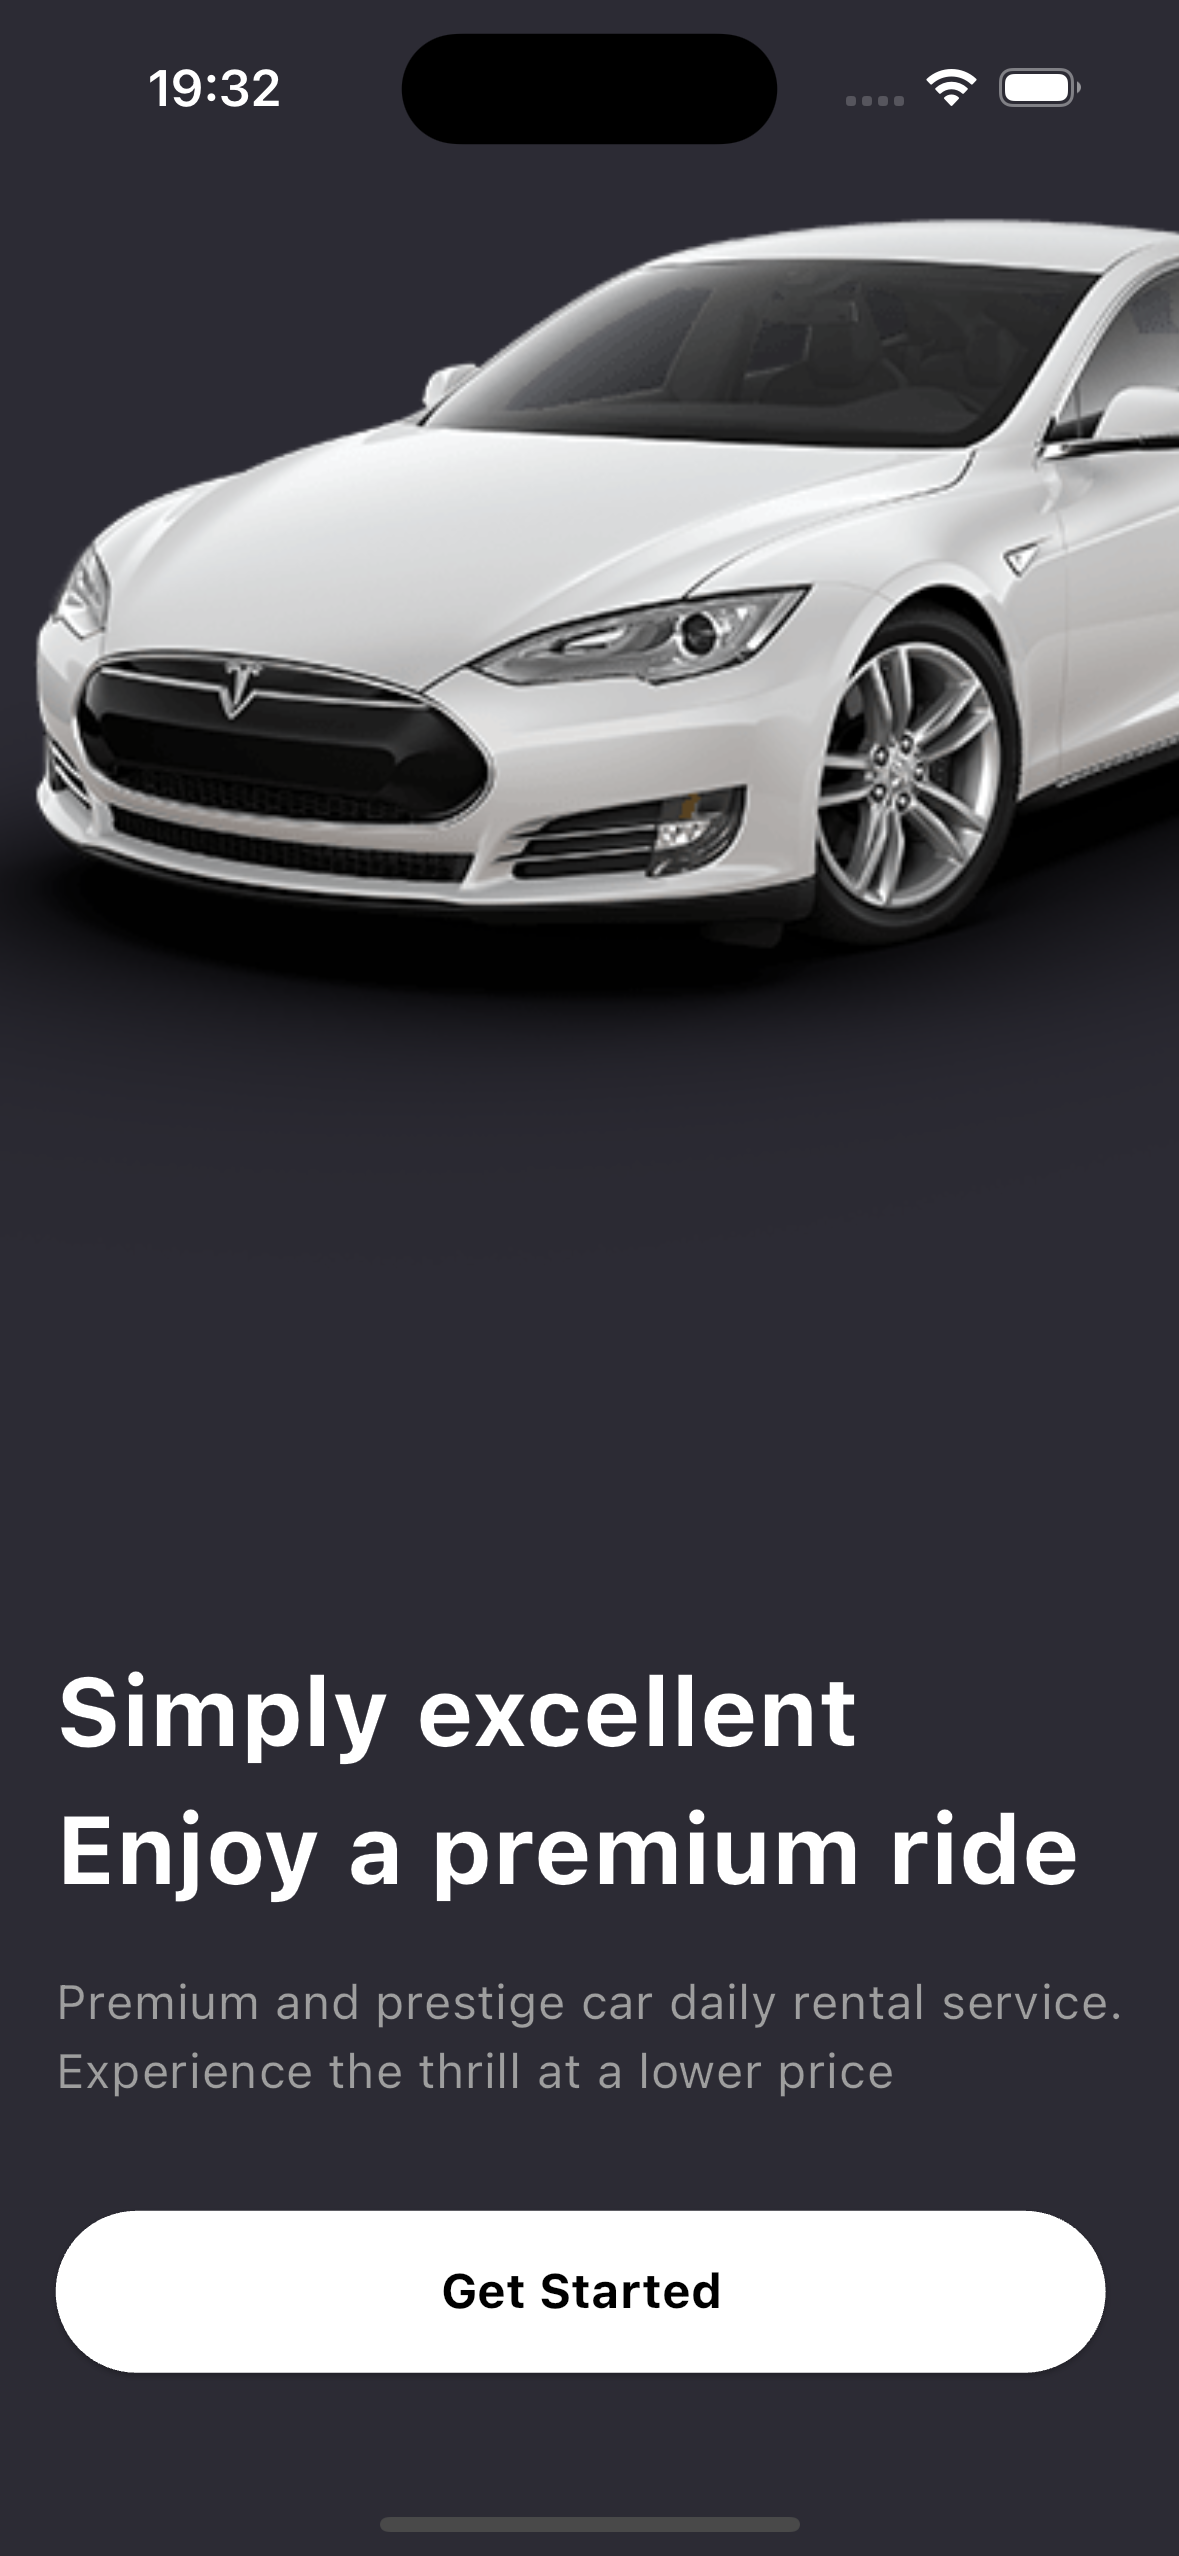 19:32
Simply excellent
Enjoy a premium ride
Premium and prestige car daily rental service.
Experience the thrill at a lower price
Get Started